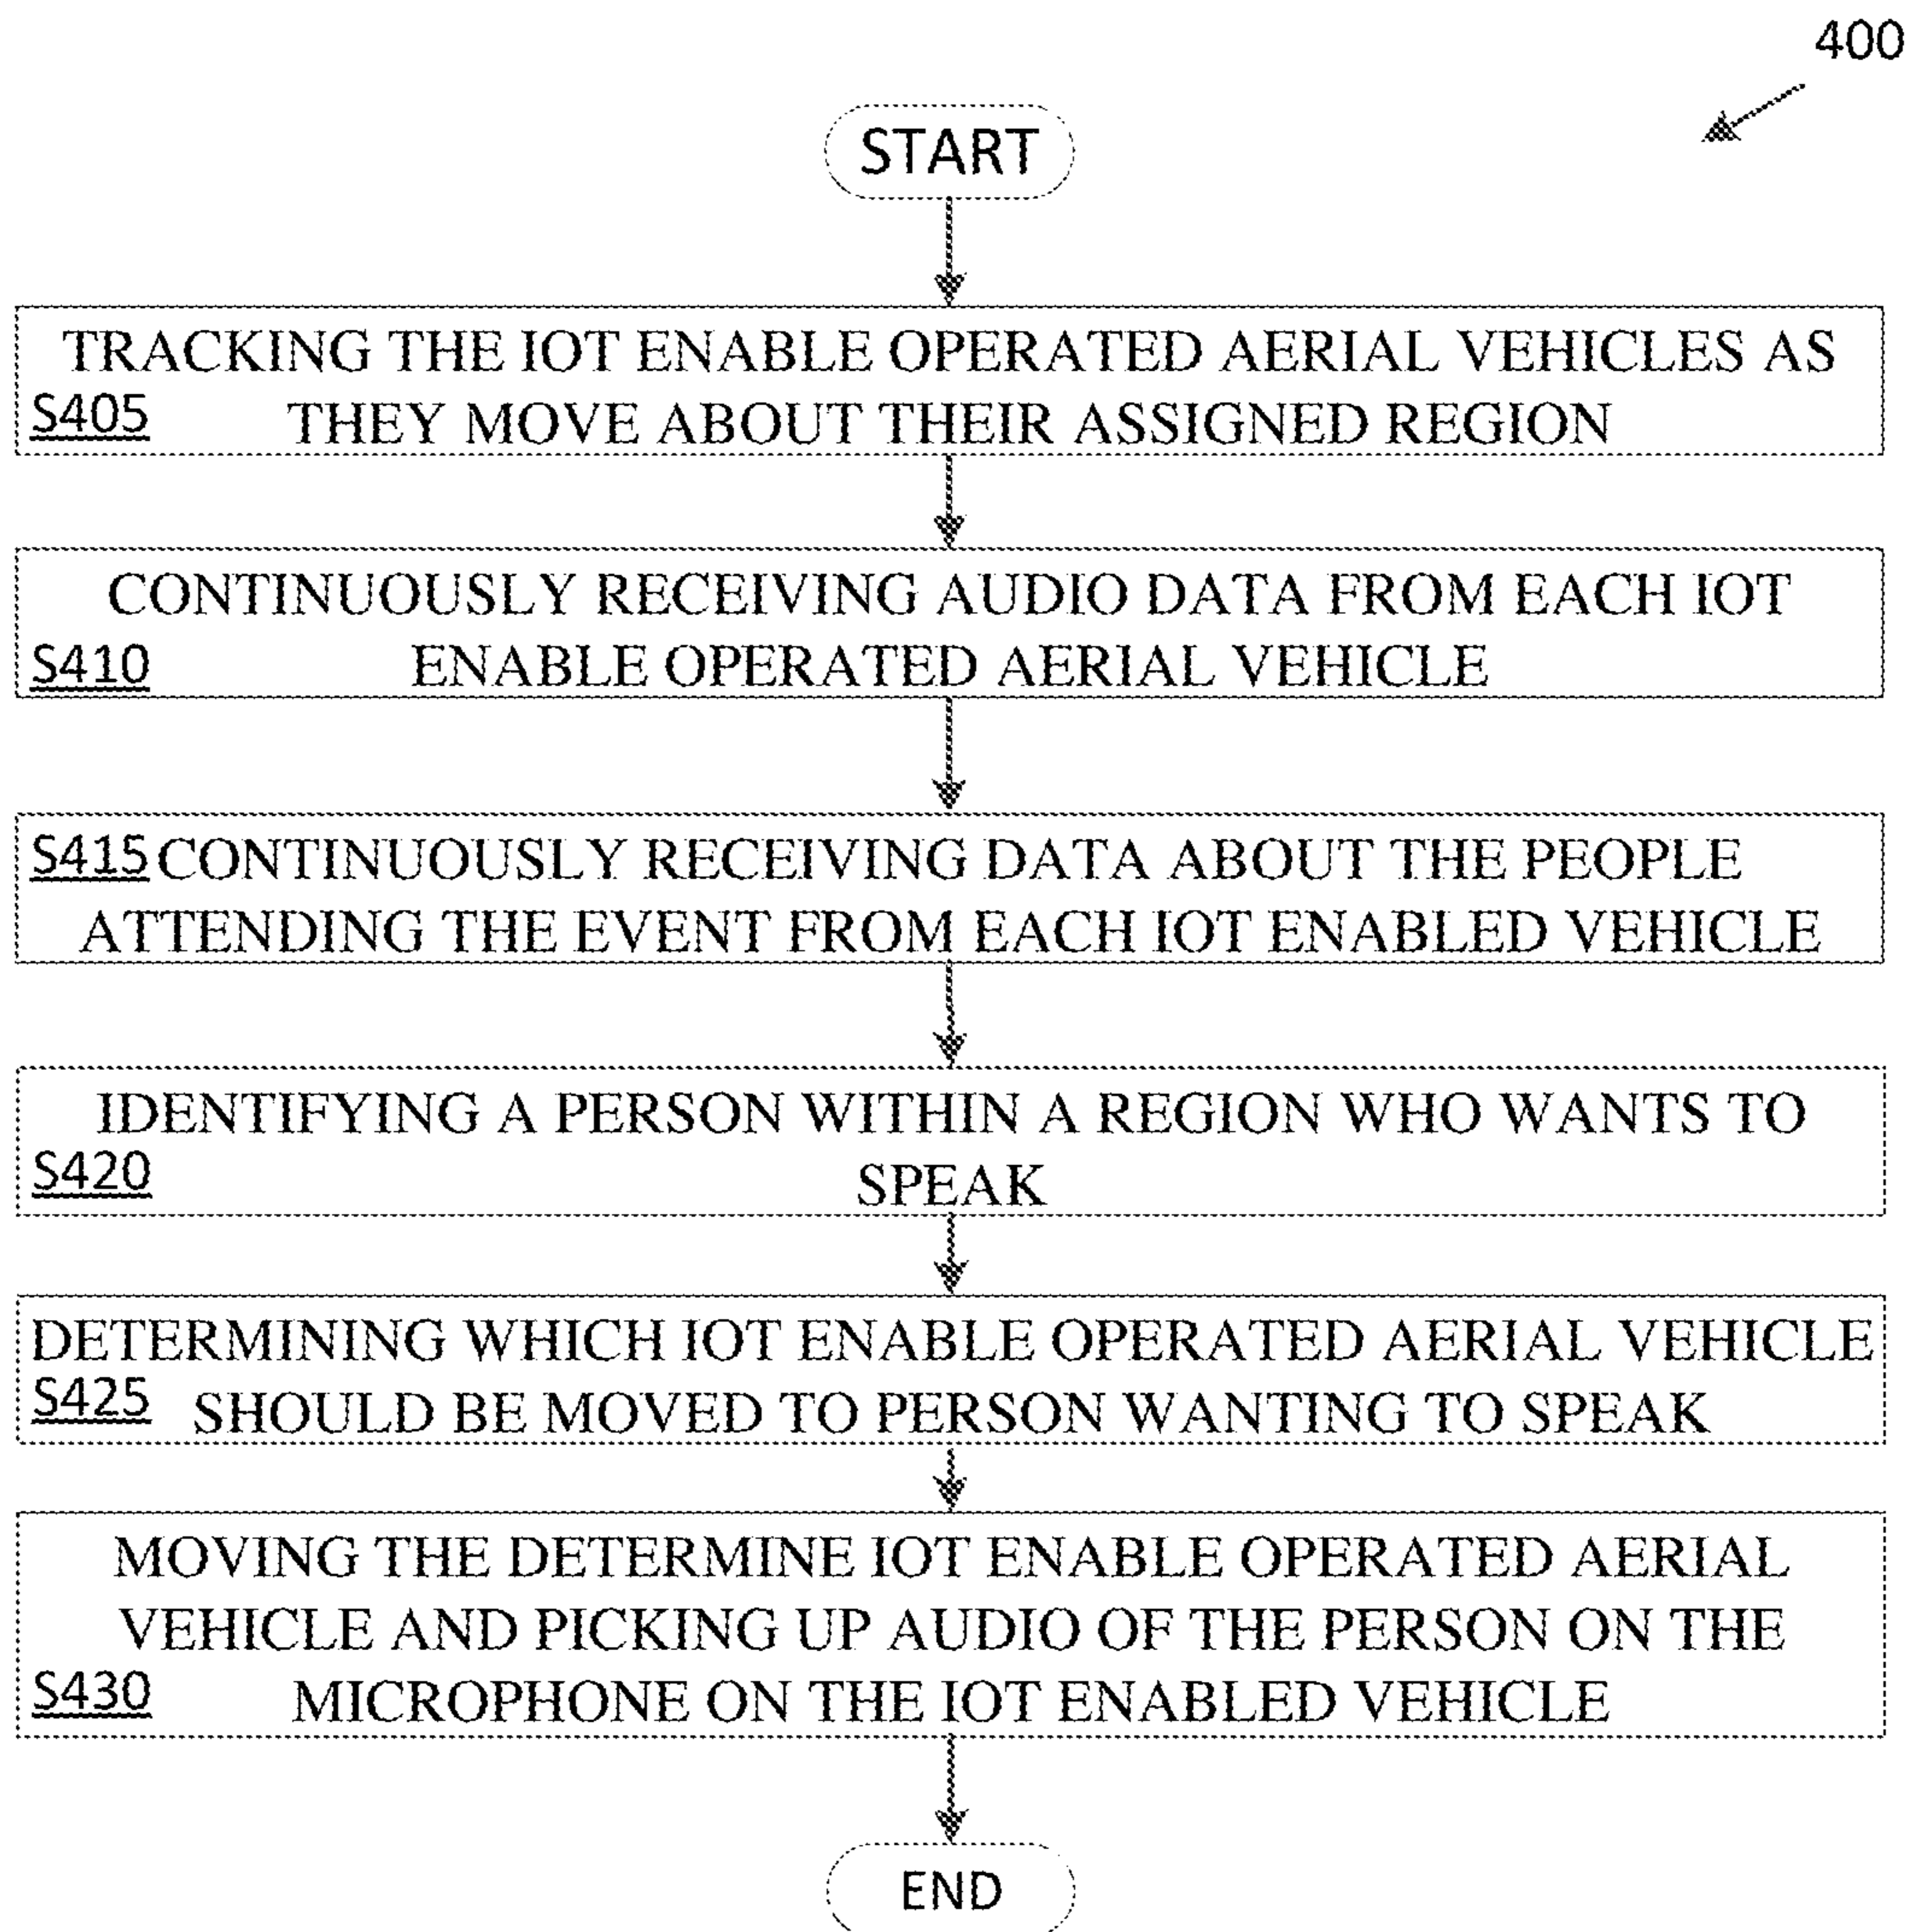 400
START
TRACKING THE IOT ENABLE OPERATED AERIAL VEHICLES AS
S405 THEY MOVE ABOUT THEIR ASSIGNED REGION
CONTINUOUSLY RECEIVING AUDIO DATA FROM EACH IOT
S410 ENABLE OPERATED AERIAL VEHICLE
S415 CONTINUOUSLY RECEIVING DATA ABOUT THE PEOPLE
ATTENDING THE EVENT FROM EACH IOT ENABLED VEHICLE
IDENTIFYING A PERSON WITHIN A REGION WHO WANTS TO
S420 SPEAK
DETERMINING WHICH IOT ENABLE OPERATED AERIAL VEHICLE
S425 SHOULD BE MOVED TO PERSON WANTING TO SPEAK
MOVING THE DETERMINE IOT ENABLE OPERATED AERIAL
VEHICLE AND PICKING UP AUDIO OF THE PERSON ON THE
S430 MICROPHONE ON THE IOT ENABLED VEHICLE
END